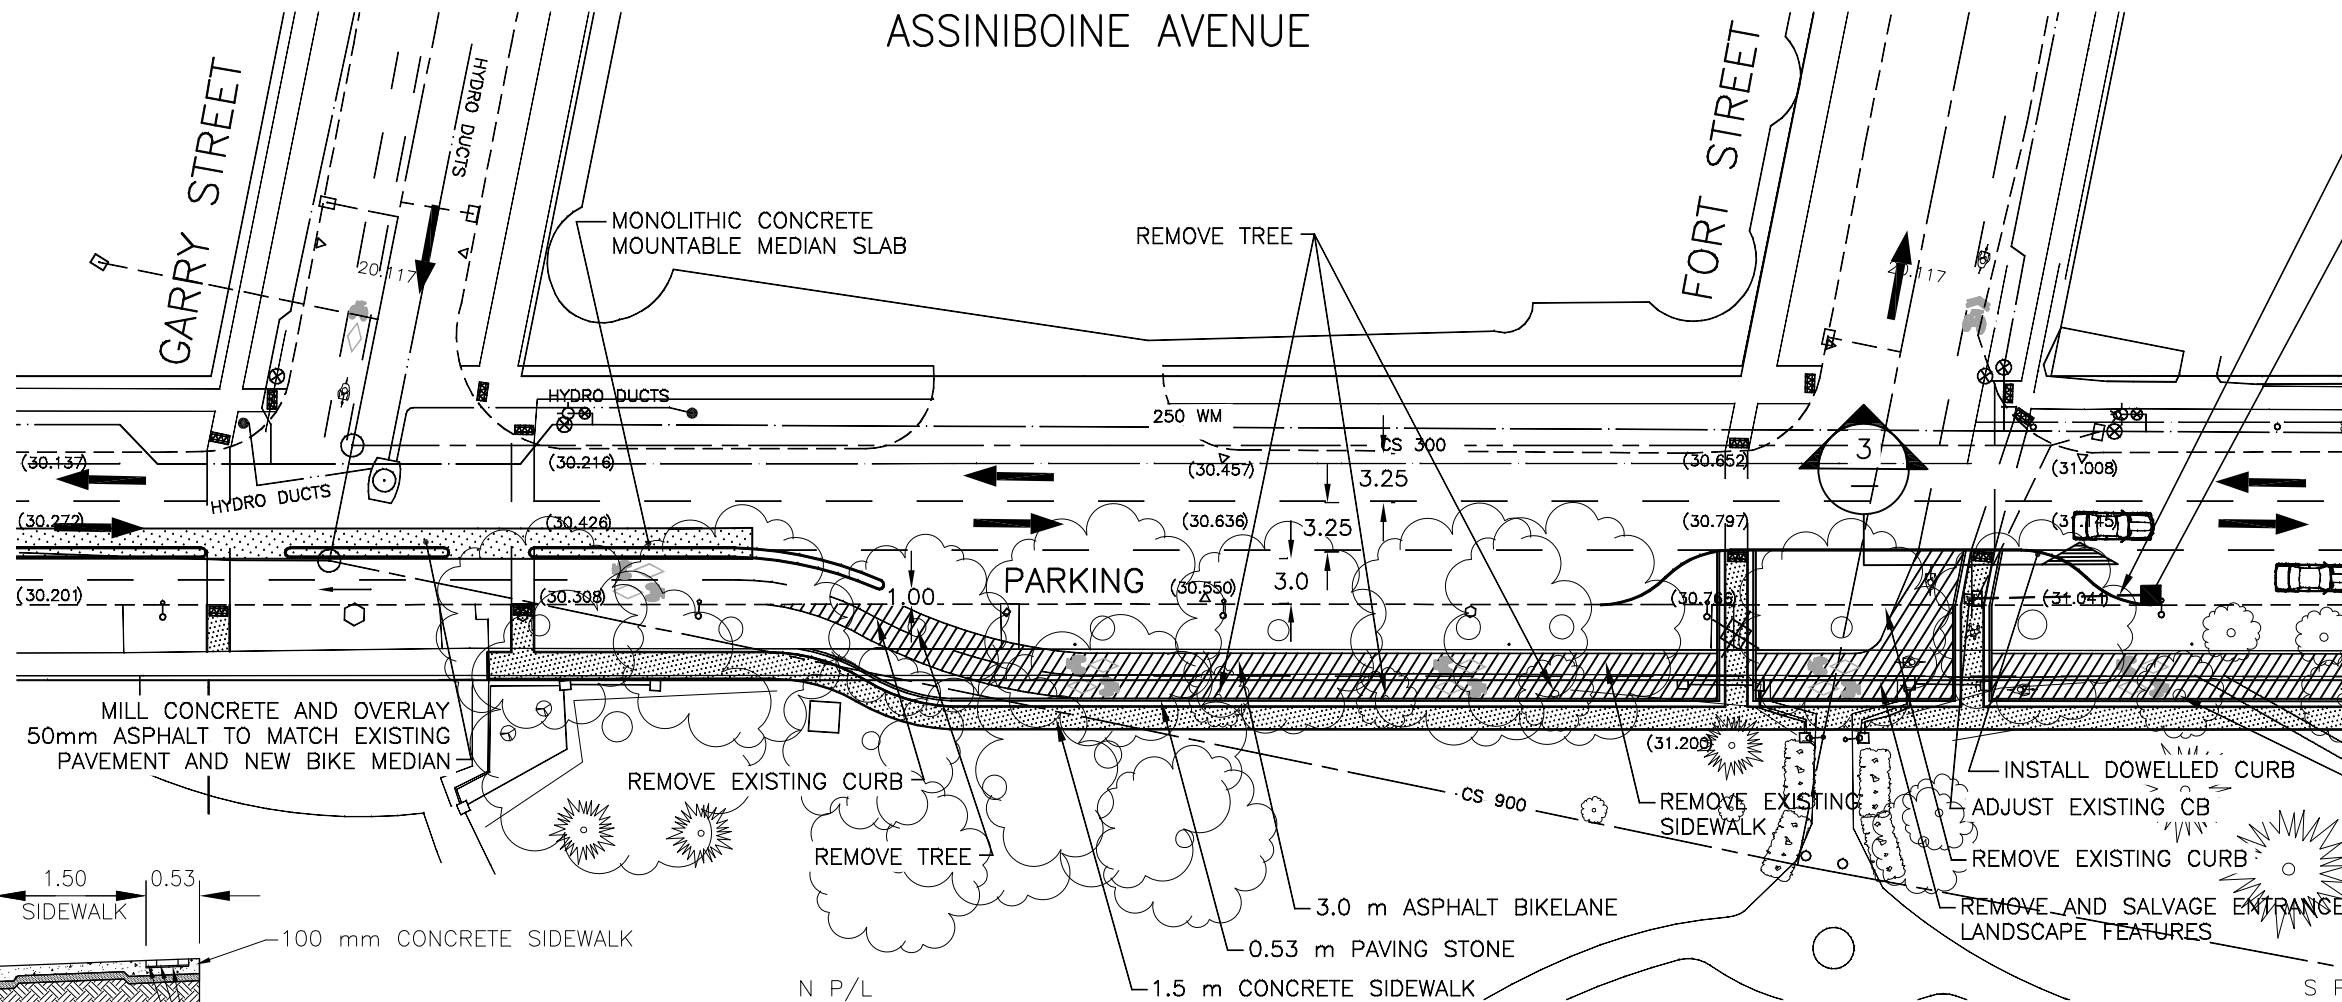 ASSINIBOINE AVENUE
GARRY STREET
HYDRO DUCTS
FORT STREET
MONOLITHIC CONCRETE
MOUNTABLE MEDIAN SLAB
REMOVE TREE
20.117
20.117
HYDRO DUCTS
250 WM
CS 300
3
(30.137)
(30.216)
(30.457)
(30.652)
(31.008)
3.25
HYDRO DUCTS
(30.272)
(30.426)
(30.636)
3.25
(30.797)
PARKING
(30.550)
3.0
(30.201)
(30.308)
1.00
(31.041)
MILL CONCRETE AND OVERLAY
50mm ASPHALT TO MATCH EXISTING
PAVEMENT AND NEW BIKE MEDIAN
(31.200)
REMOVE EXISTING CURB
INSTALL DOWELLED CURB
CS 900
REMOVE EXISTING
SIDEWALK
ADJUST EXISTING CB
REMOVE TREE
REMOVE EXISTING CURB
1.50
0.53
SIDEWALK
3.0 m ASPHALT BIKELANE
REMOVE AND SALVAGE ENTRANCE
LANDSCAPE FEATURES
100 mm CONCRETE SIDEWALK
0.53 m PAVING STONE
N P/L
1.5 m CONCRETE SIDEWALK
S P